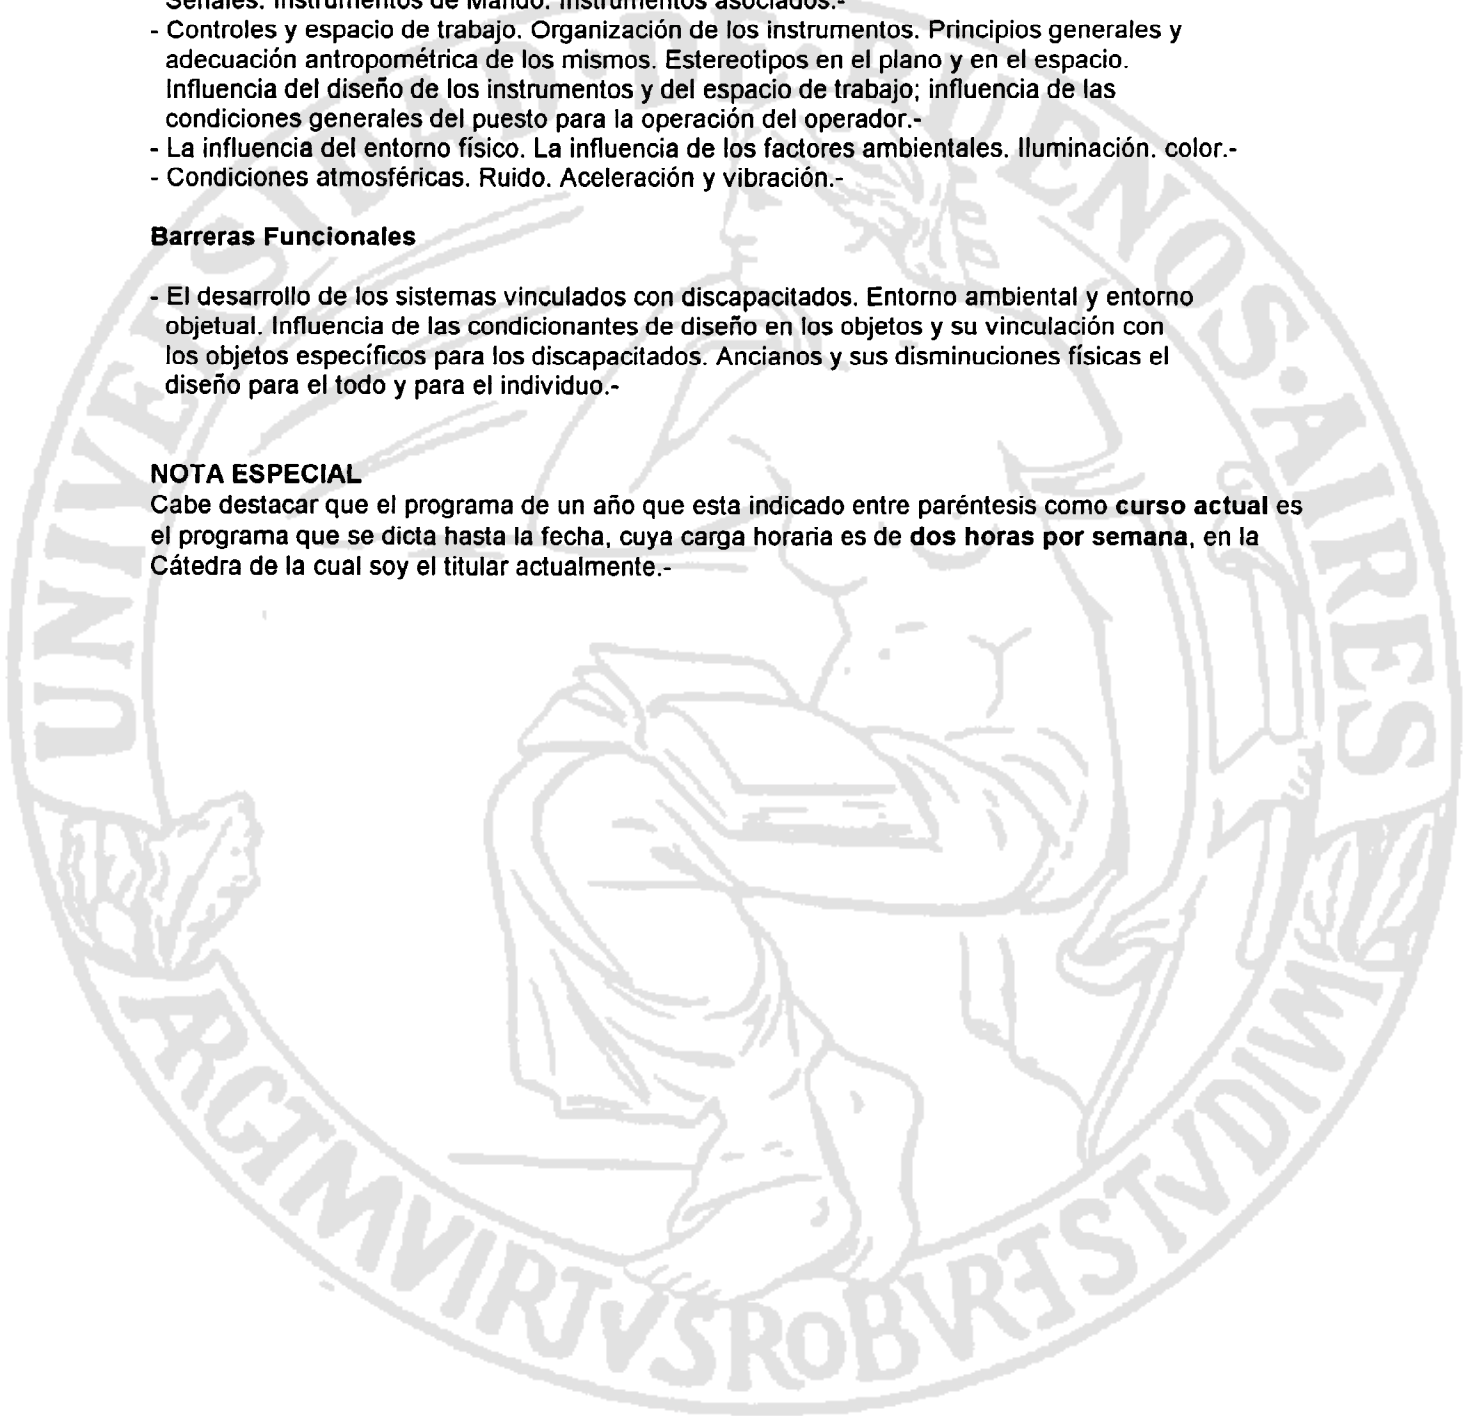 Señales. Instrumentos de Mando. Instrumentos asociados.-
- Controles y espacio de trabajo. Organización de los instrumentos. Principios generales y
adecuación antropométrica de los mismos. Estereotipos en el plano y en el espacio.
Influencia del diseño de los instrumentos y del espacio de trabajo; influencia de las
condiciones generales del puesto para la operación del operador.-
- La influencia del entorno físico. La influencia de los factores ambientales. Iluminación. color.-
- Condiciones atmosféricas. Ruido. Aceleración y vibración.-
Barreras Funcionales
- El desarrollo de los sistemas vinculados con discapacitados. Entorno ambiental y entorno
objetual. Influencia de las condicionantes de diseño en los objetos y su vinculación con
los objetos específicos para los discapacitados. Ancianos y sus disminuciones físicas el
diseño para el todo y para el individuo.-
NOTA ESPECIAL
Cabe destacar que el programa de un año que esta indicado entre paréntesis como curso actual es
el programa que se dicta hasta la fecha, cuya carga horaria es de dos horas por semana, en la
Cátedra de la cual soy el titular actualmente.-
UNIVERSIDAD·DE·BUENOS·AIRES
ARGTMVIRTVSROBVRESTVDIVM